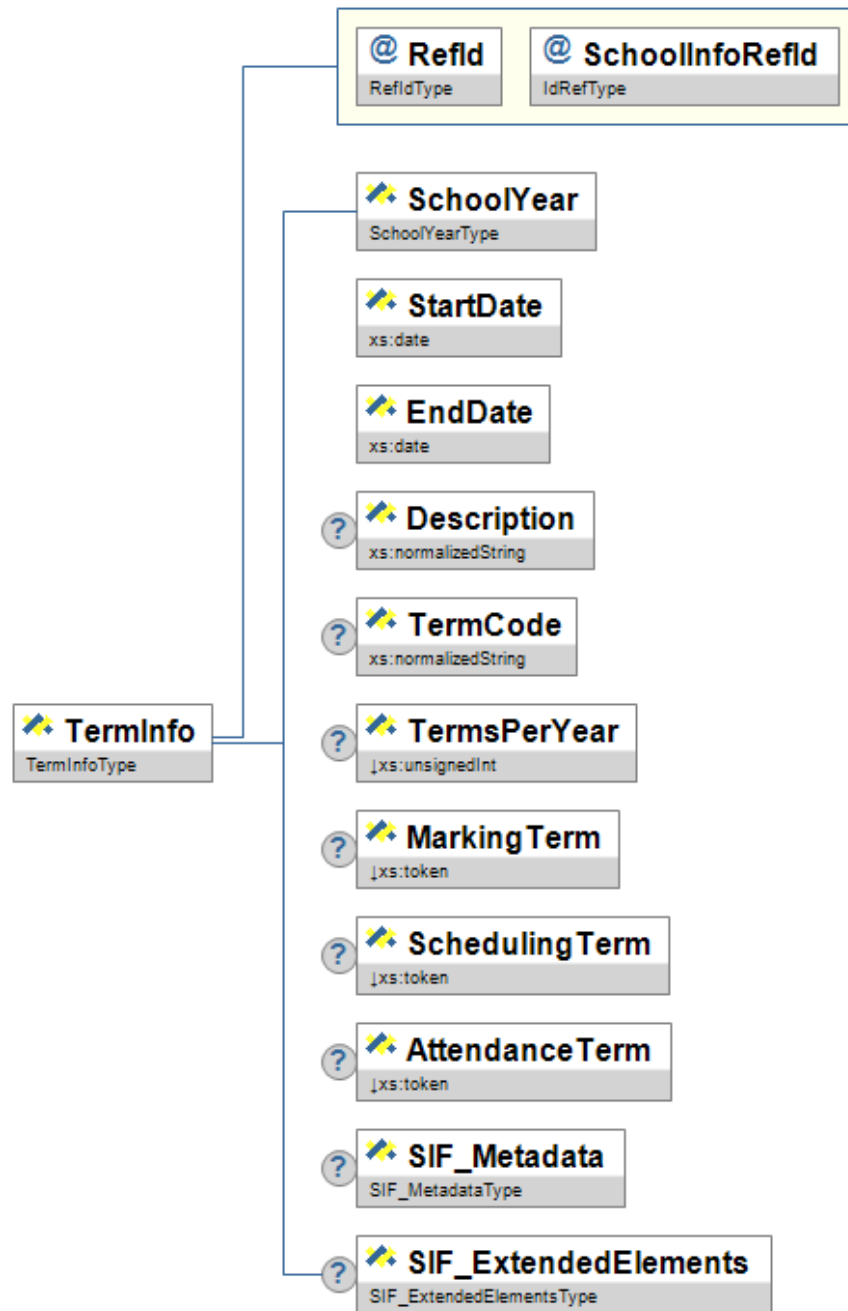 @ RefId
RefIdType
@ SchoolInfoRefId
IdRefType
SchoolYear
SchoolYearType
StartDate
xs:date
EndDate
xs:date
? Description
xs:normalizedString
? TermCode
xs:normalizedString
TermInfo
TermInfoType
? TermsPerYear
↓xs:unsignedInt
? MarkingTerm
↓xs:token
? SchedulingTerm
↓xs:token
? AttendanceTerm
↓xs:token
? SIF_Metadata
SIF_MetadataType
? SIF_ExtendedElements
SIF_ExtendedElementsType